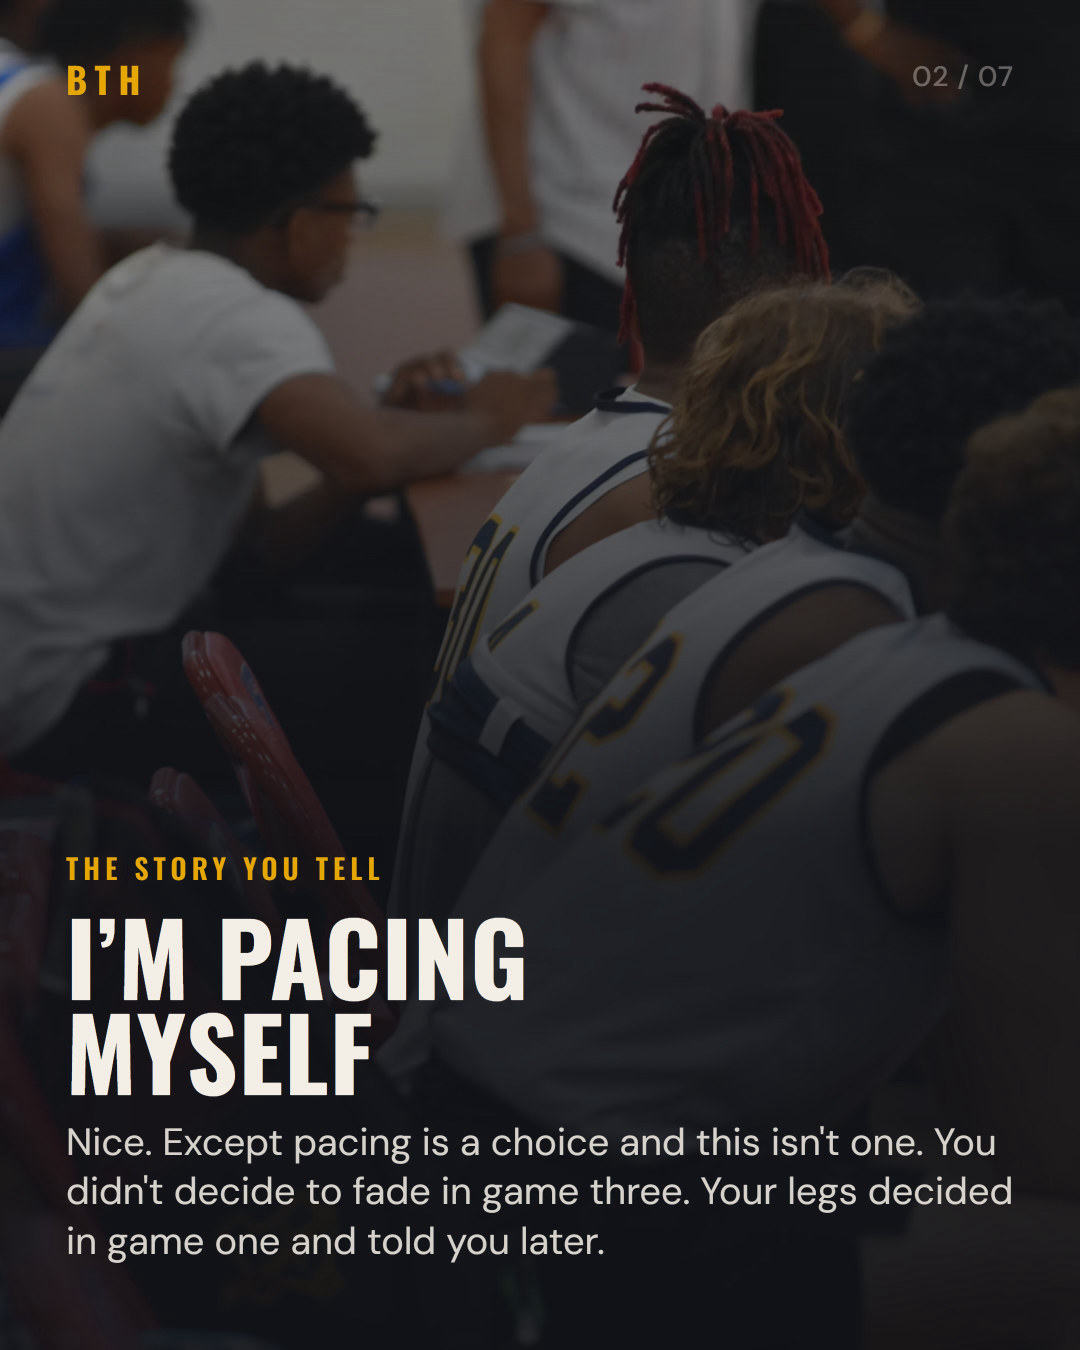 BTH
02 / 07
THE STORY YOU TELL
I’M PACING
MYSELF
Nice. Except pacing is a choice and this isn't one. You
didn't decide to fade in game three. Your legs decided
in game one and told you later.